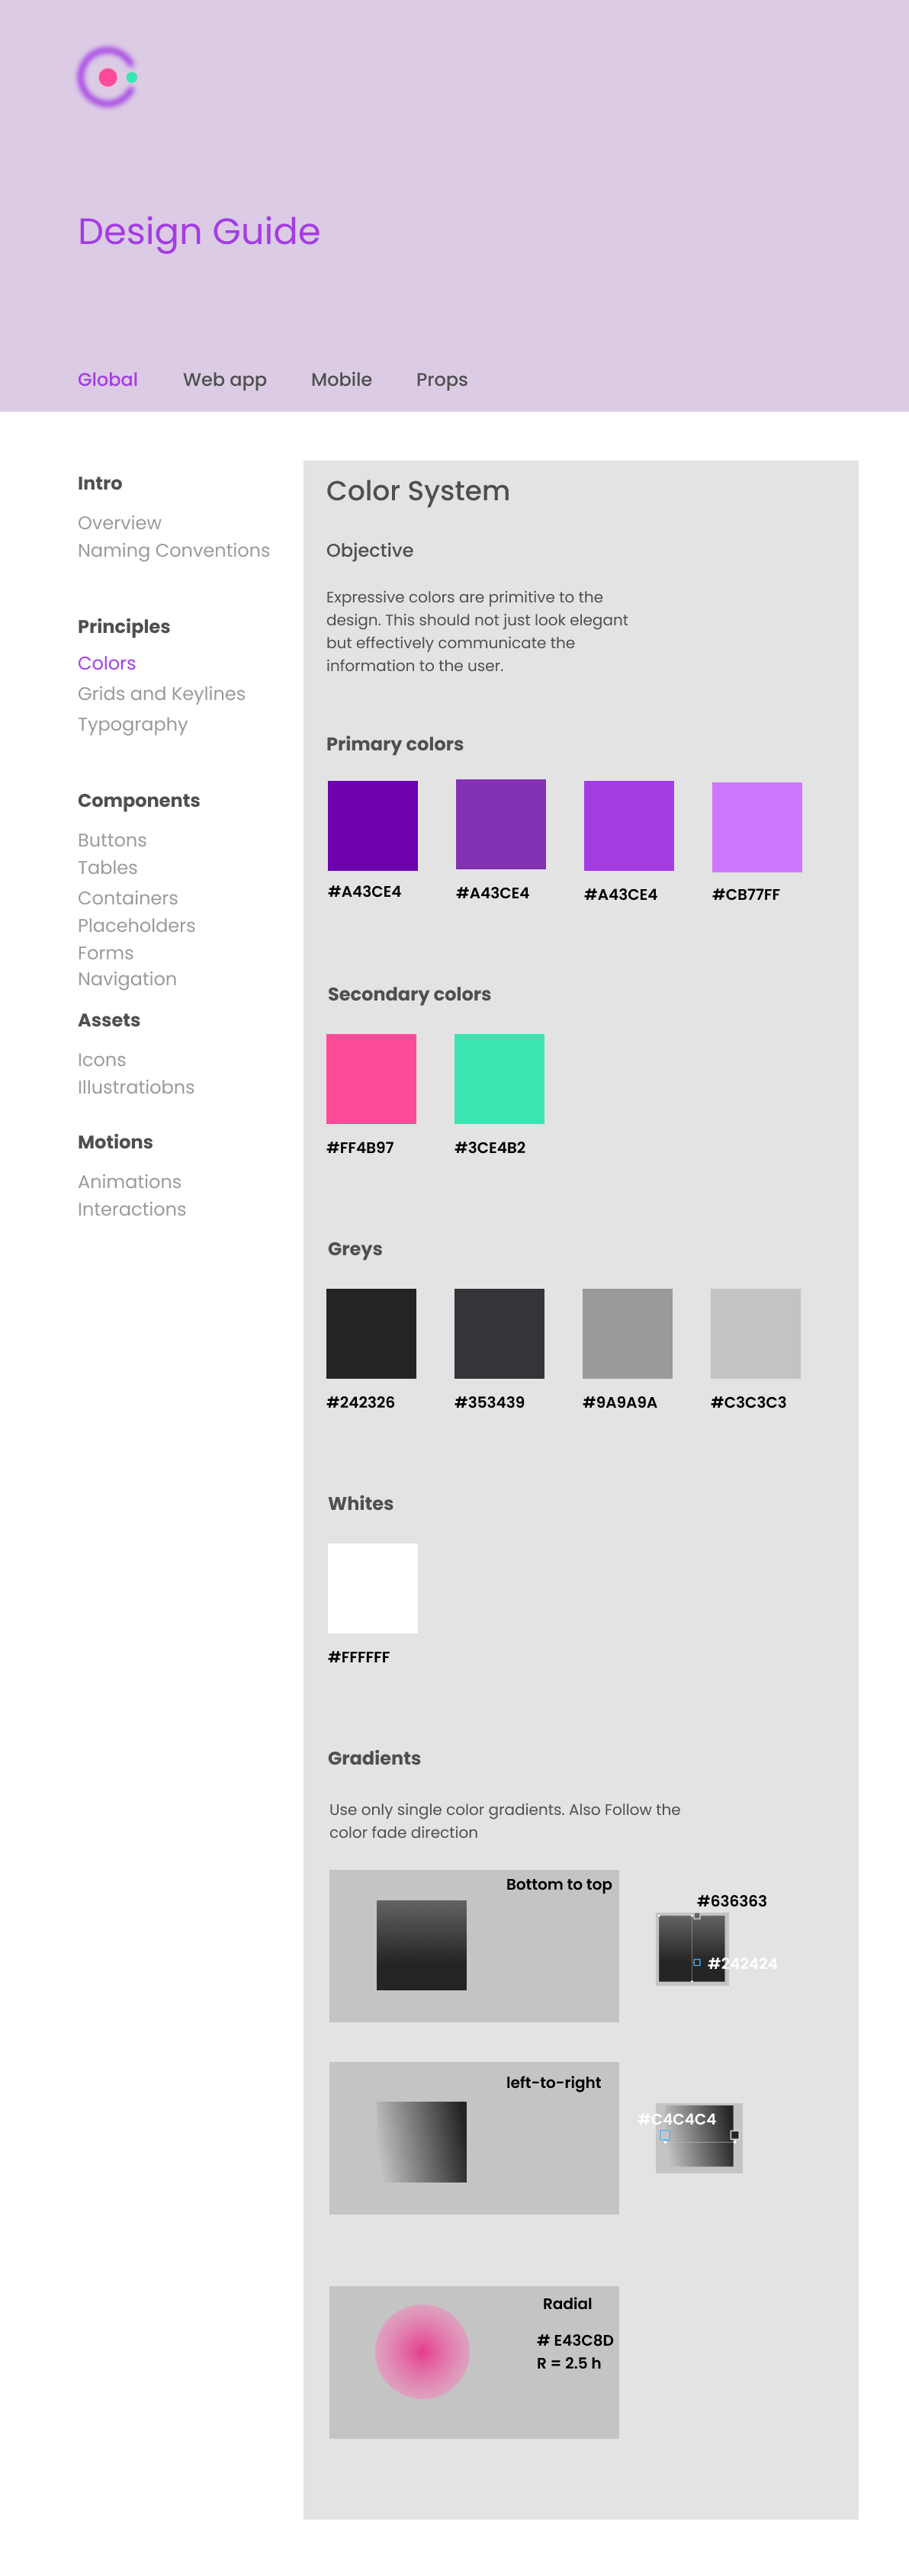 Design Guide
Global Web app Mobile Props
Intro
Overview
Naming Conventions
Principles
Colors
Grids and Keylines
Typography
Components
Buttons
Tables
Containers
Placeholders
Forms
Navigation
Assets
Icons
Illustratiobns
Motions
Animations
Interactions
Color System
Objective
Expressive colors are primitive to the
design. This should not just look elegant
but effectively communicate the
information to the user.
Primary colors
#A43CE4 #A43CE4 #A43CE4 #CB77FF
Secondary colors
#FF4B97 #3CE4B2
Greys
#242326 #353439 #9A9A9A #C3C3C3
Whites
#FFFFFF
Gradients
Use only single color gradients. Also Follow the
color fade direction
Bottom to top
#636363
#242424
left-to-right
#C4C4C4
Radial
# E43C8D
R = 2.5 h